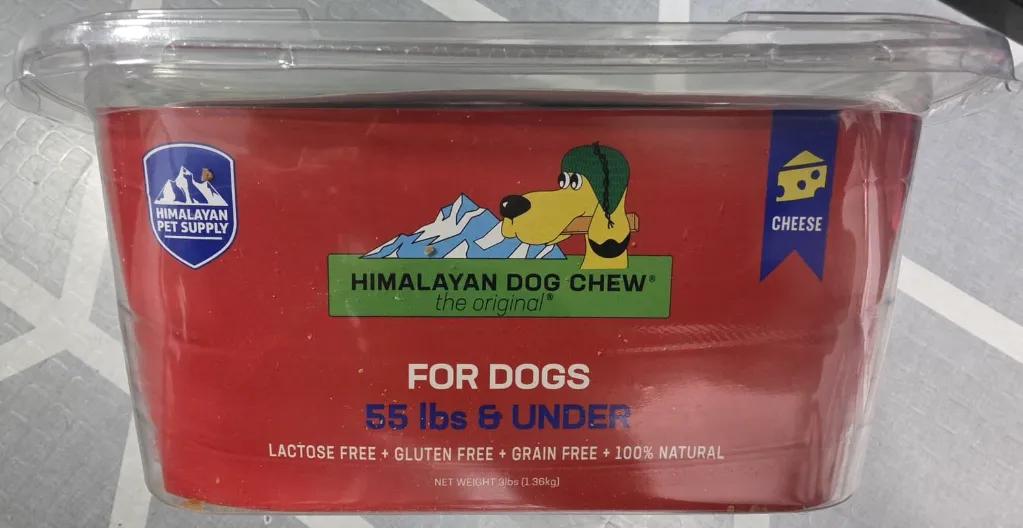 HIMALAYAN
PET SUPPLY
CHEESE
HIMALAYAN DOG CHEW®
the original®
FOR DOGS
55 lbs & UNDER
LACTOSE FREE + GLUTEN FREE + GRAIN FREE + 100% NATURAL
NET WEIGHT 3lbs (1.36kg)